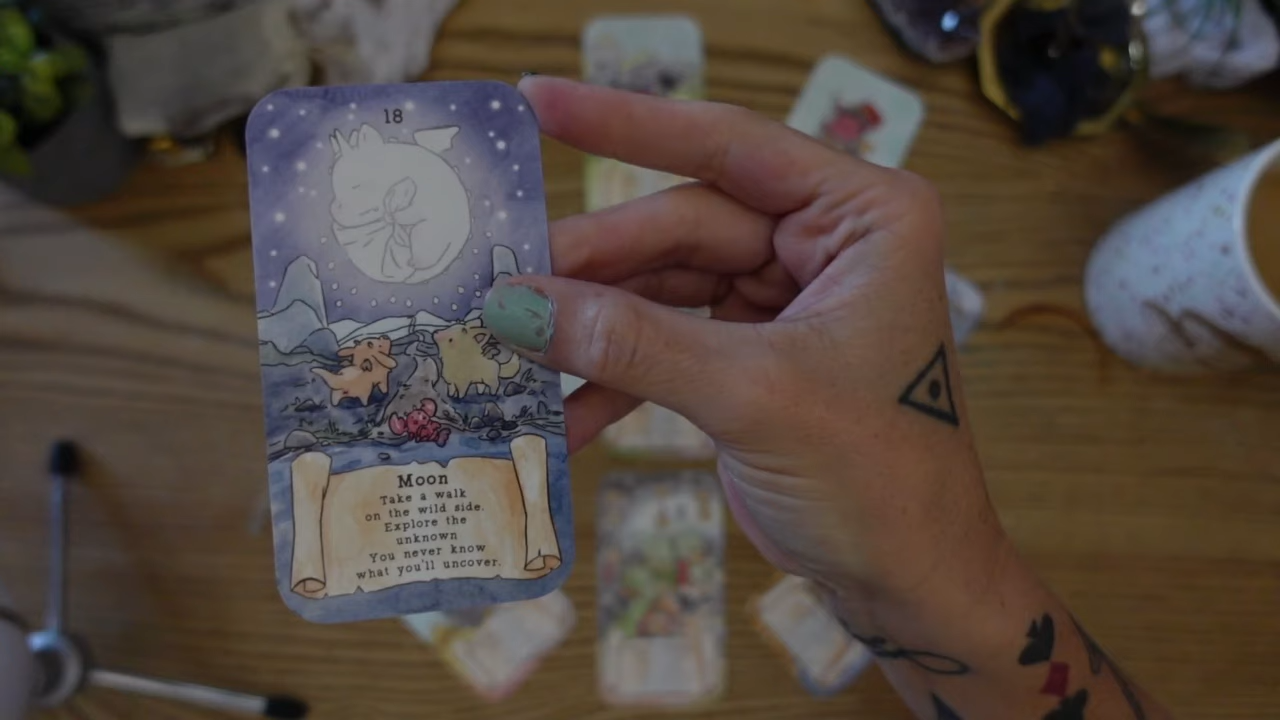 18
Moon
Take a walk
on the wild side.
Explore the
unknown
You never know
what you'll uncover.